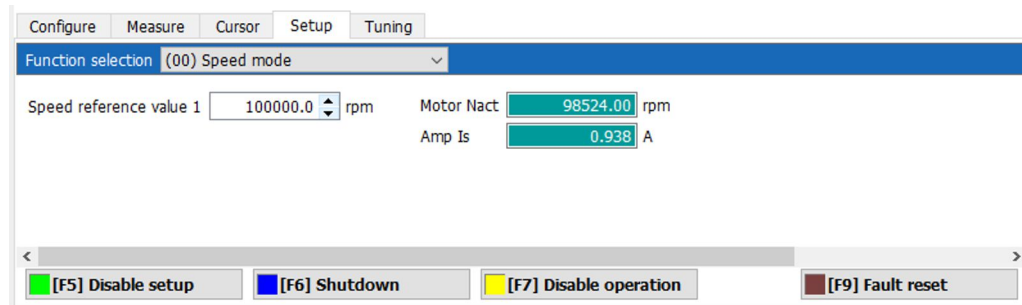 Configure Measure Cursor Setup Tuning
Function selection (00) Speed mode
Speed reference value 1 100000.0 rpm Motor Nact 98524.00 rpm
Amp Is 0.938 A
[F5] Disable setup [F6] Shutdown [F7] Disable operation [F9] Fault reset